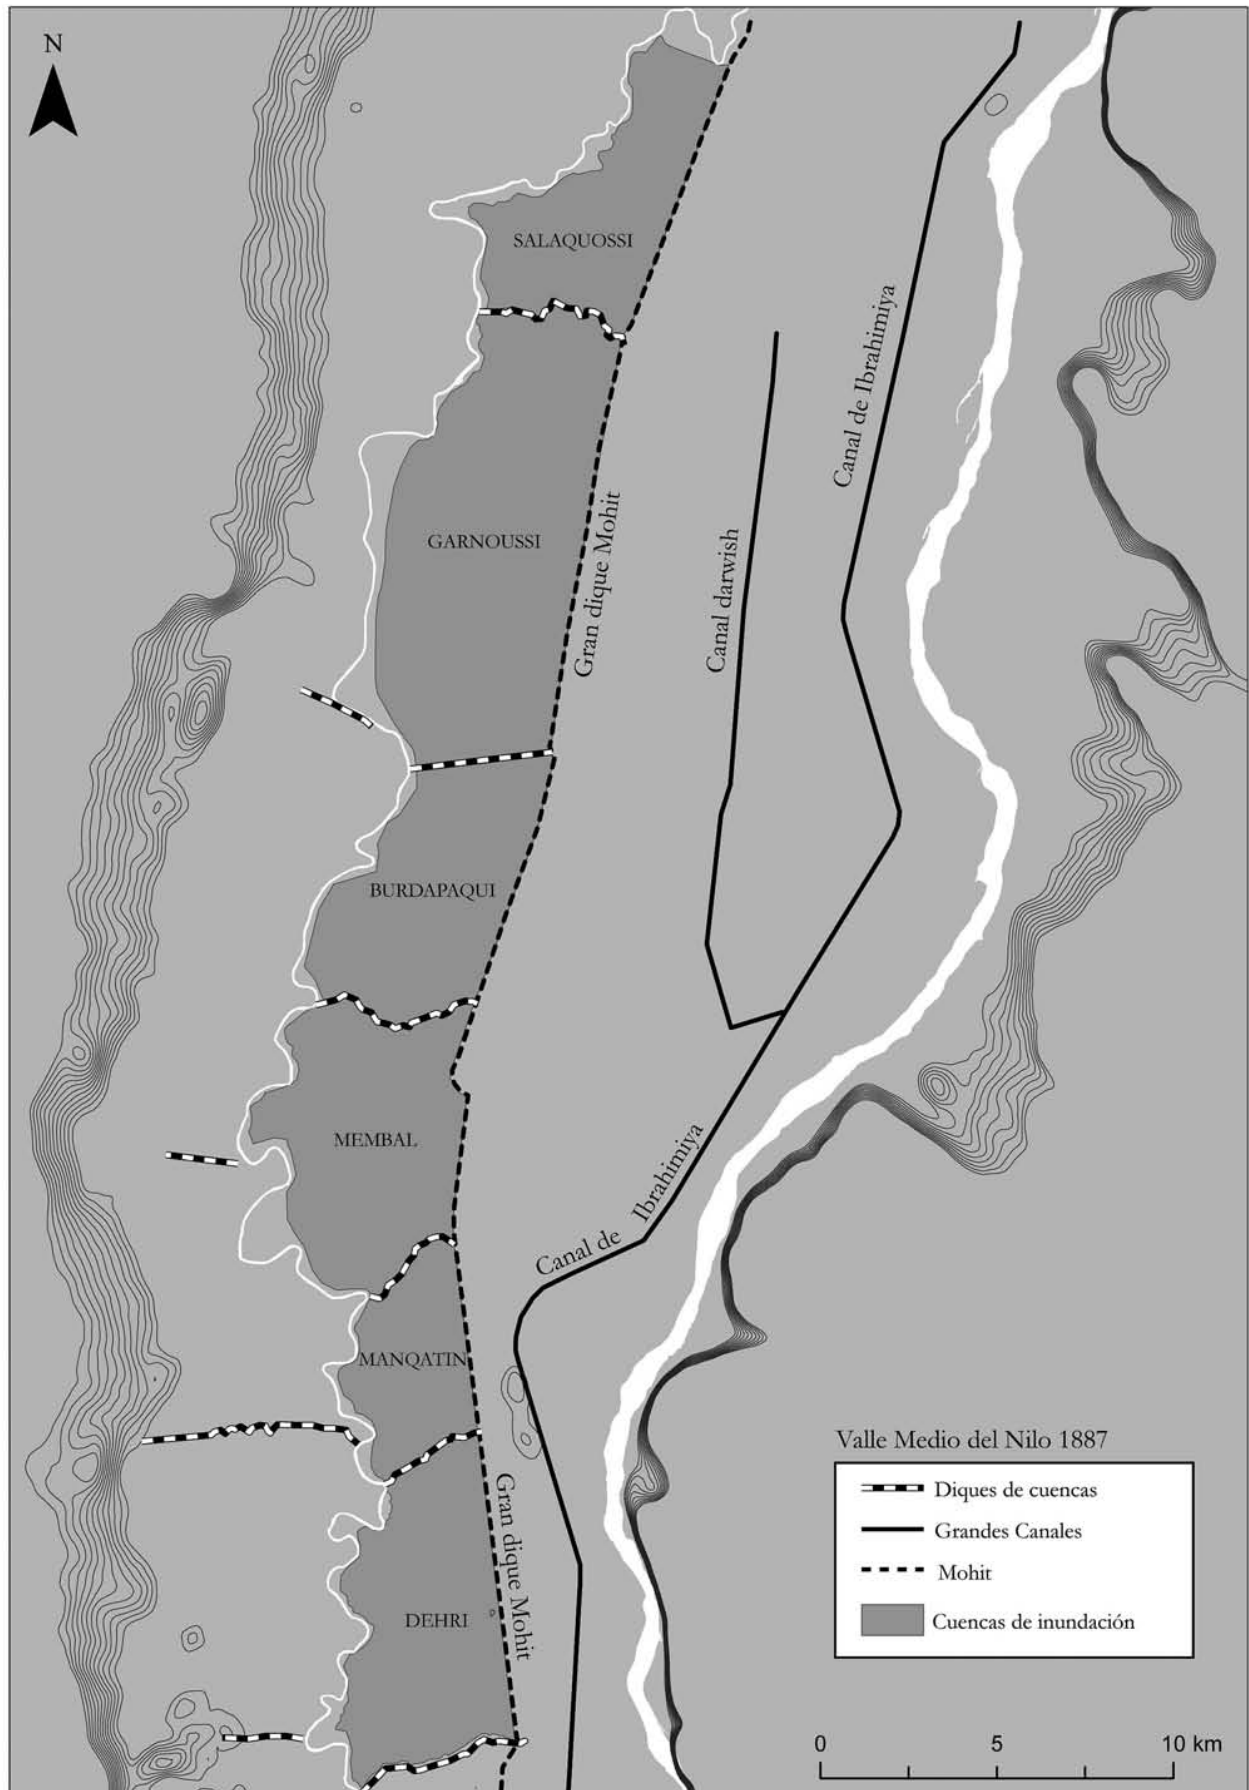 N
SALAQUOSSI
Canal de Ibrahimiya
GARNOUSSI
Gran dique Mohit
Canal darwish
BURDAPAQUI
MEMBAL
Canal de Ibrahimiya
MANQATIN
Gran dique Mohit
DEHRI
Valle Medio del Nilo 1887
Diques de cuencas
Grandes Canales
Mohit
Cuencas de inundación
0 5 10 km